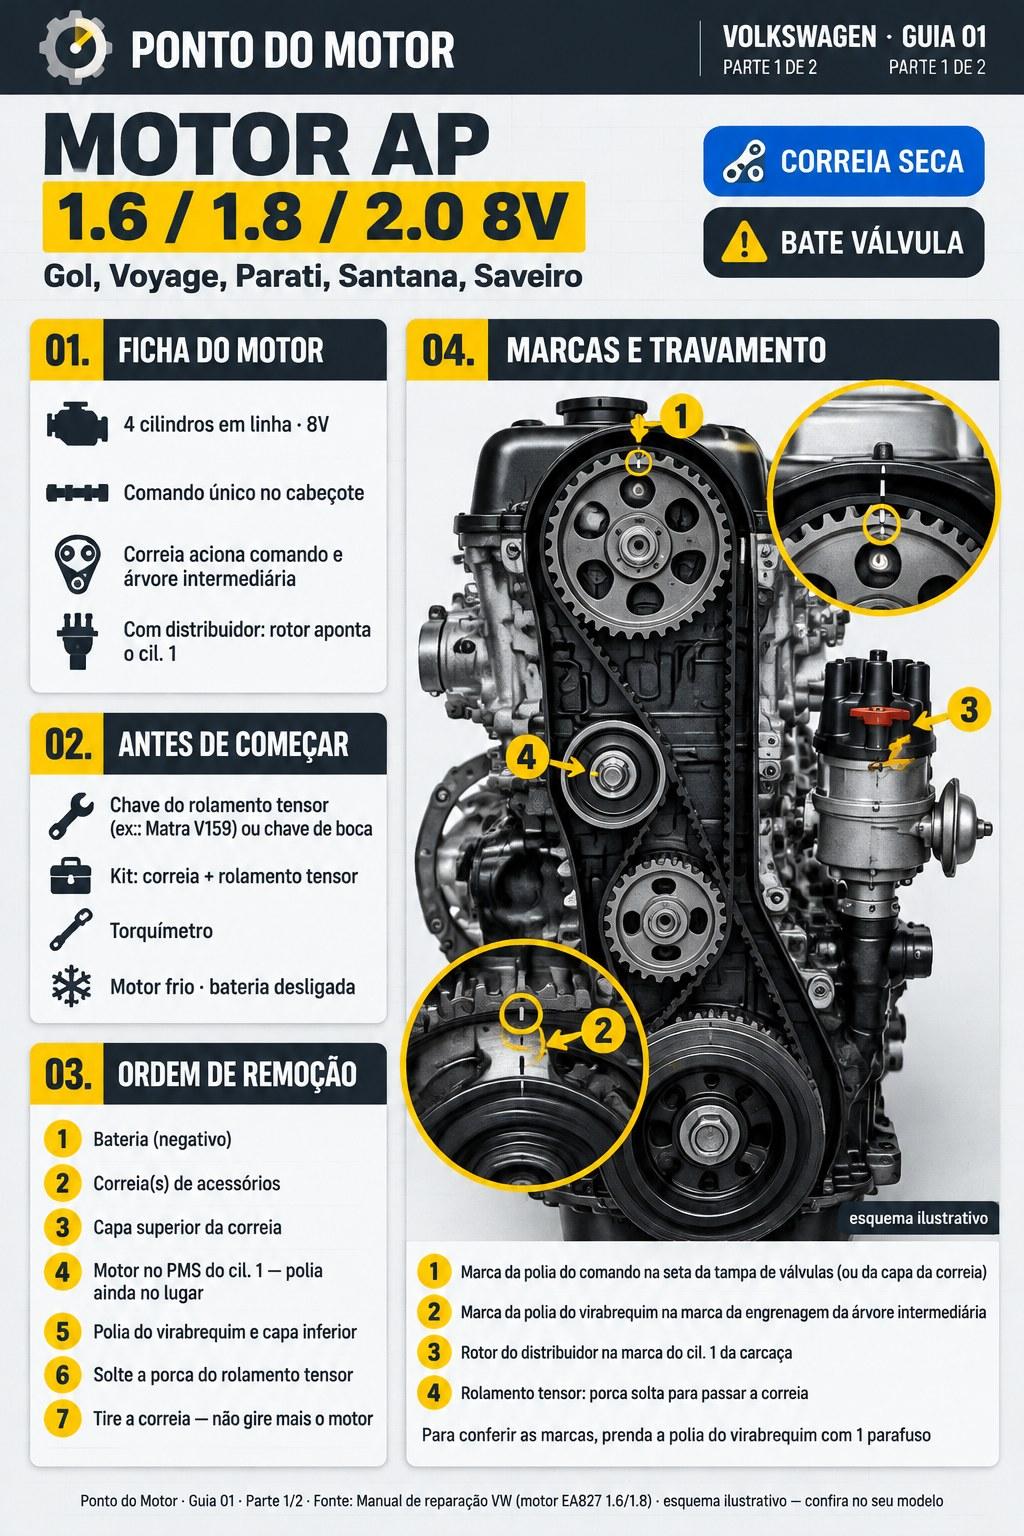 PONTO DO MOTOR
VOLKSWAGEN · GUIA 01
PARTE 1 DE 2 PARTE 1 DE 2
MOTOR AP
1.6 / 1.8 / 2.0 8V
Gol, Voyage, Parati, Santana, Saveiro
CORREIA SECA
BATE VÁLVULA
01. FICHA DO MOTOR
4 cilindros em linha · 8V
Comando único no cabeçote
Correia aciona comando e
árvore intermediária
Com distribuidor: rotor aponta
o cil. 1
02. ANTES DE COMEÇAR
Chave do rolamento tensor
(ex:: Matra V159) ou chave de boca
Kit: correia + rolamento tensor
Torquímetro
Motor frio · bateria desligada
03. ORDEM DE REMOÇÃO
1 Bateria (negativo)
2 Correia(s) de acessórios
3 Capa superior da correia
4 Motor no PMS do cil. 1 — polia
ainda no lugar
5 Polia do virabrequim e capa inferior
6 Solte a porca do rolamento tensor
7 Tire a correia — não gire mais o motor
04. MARCAS E TRAVAMENTO
1
3
4
2
esquema ilustrativo
1 Marca da polia do comando na seta da tampa de válvulas (ou da capa da correia)
2 Marca da polia do virabrequim na marca da engrenagem da árvore intermediária
3 Rotor do distribuidor na marca do cil. 1 da carcaça
4 Rolamento tensor: porca solta para passar a correia
Para conferir as marcas, prenda a polia do virabrequim com 1 parafuso
Ponto do Motor · Guia 01 · Parte 1/2 · Fonte: Manual de reparação VW (motor EA827 1.6/1.8) · esquema ilustrativo — confira no seu modelo